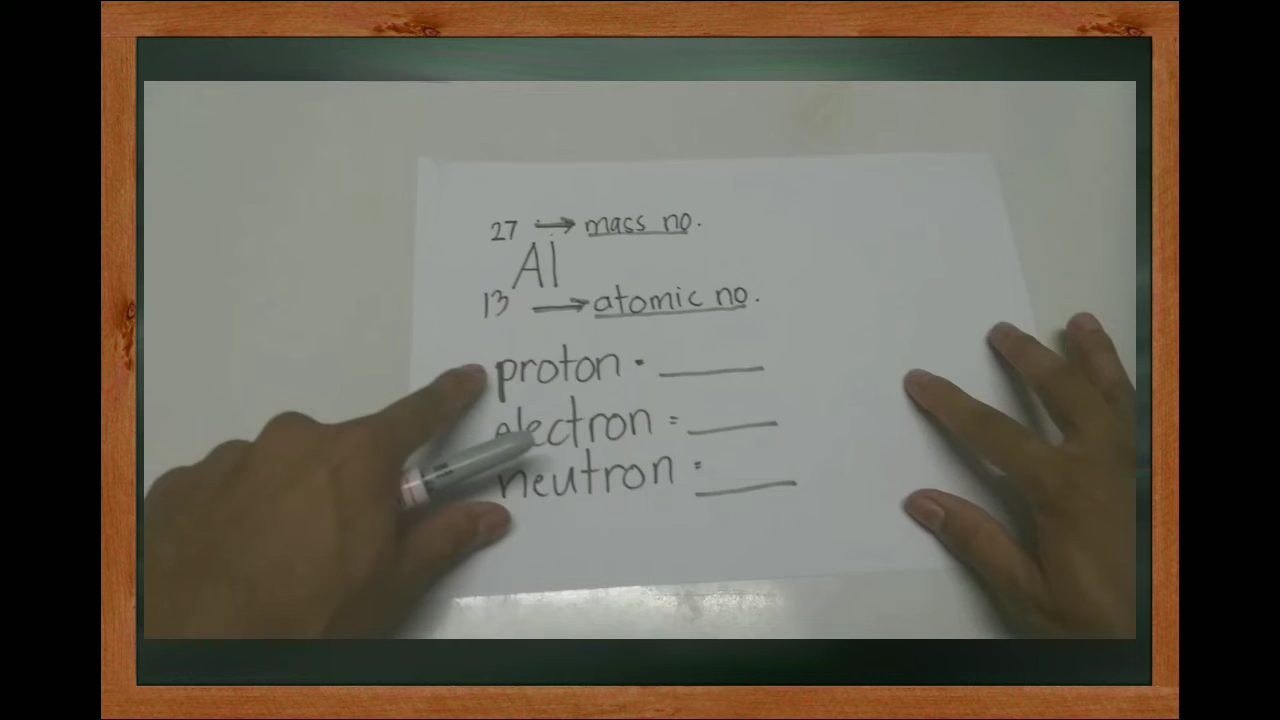 27 → mass no.
Al
13 → atomic no.
proton = ____
electron = ____
neutron = ____